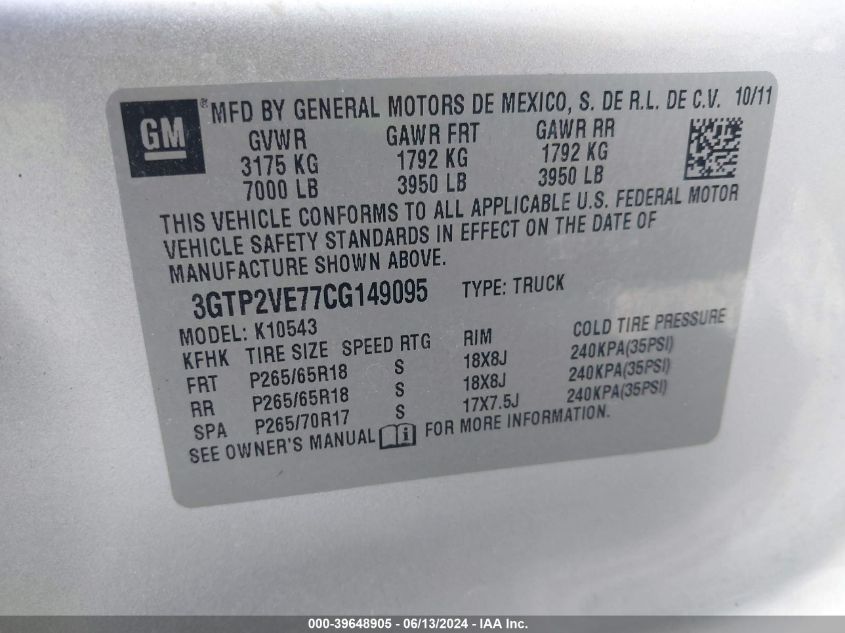 GM ® MFD BY GENERAL MOTORS DE MEXICO, S. DE R.L. DE C.V. 10/11
GVWR GAWR FRT GAWR RR
3175 KG 1792 KG 1792 KG
7000 LB 3950 LB 3950 LB
THIS VEHICLE CONFORMS TO ALL APPLICABLE U.S. FEDERAL MOTOR
VEHICLE SAFETY STANDARDS IN EFFECT ON THE DATE OF
MANUFACTURE SHOWN ABOVE.
3GTP2VE77CG149095 TYPE: TRUCK
MODEL: K10543
KFHK TIRE SIZE SPEED RTG RIM COLD TIRE PRESSURE
FRT P265/65R18 S 18X8J 240KPA(35PSI)
RR P265/65R18 S 18X8J 240KPA(35PSI)
SPA P265/70R17 S 17X7.5J 240KPA(35PSI)
SEE OWNER'S MANUAL i FOR MORE INFORMATION.
000-39648905 - 06/13/2024 - IAA Inc.